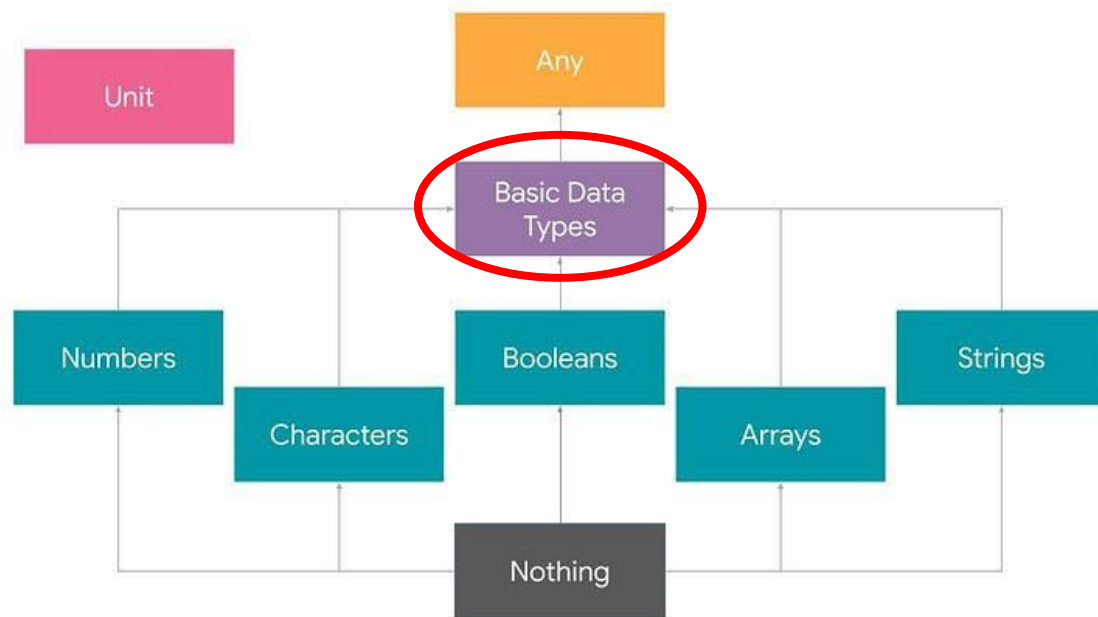 Any
Unit
Basic Data
Types
Numbers
Booleans
Strings
Characters
Arrays
Nothing